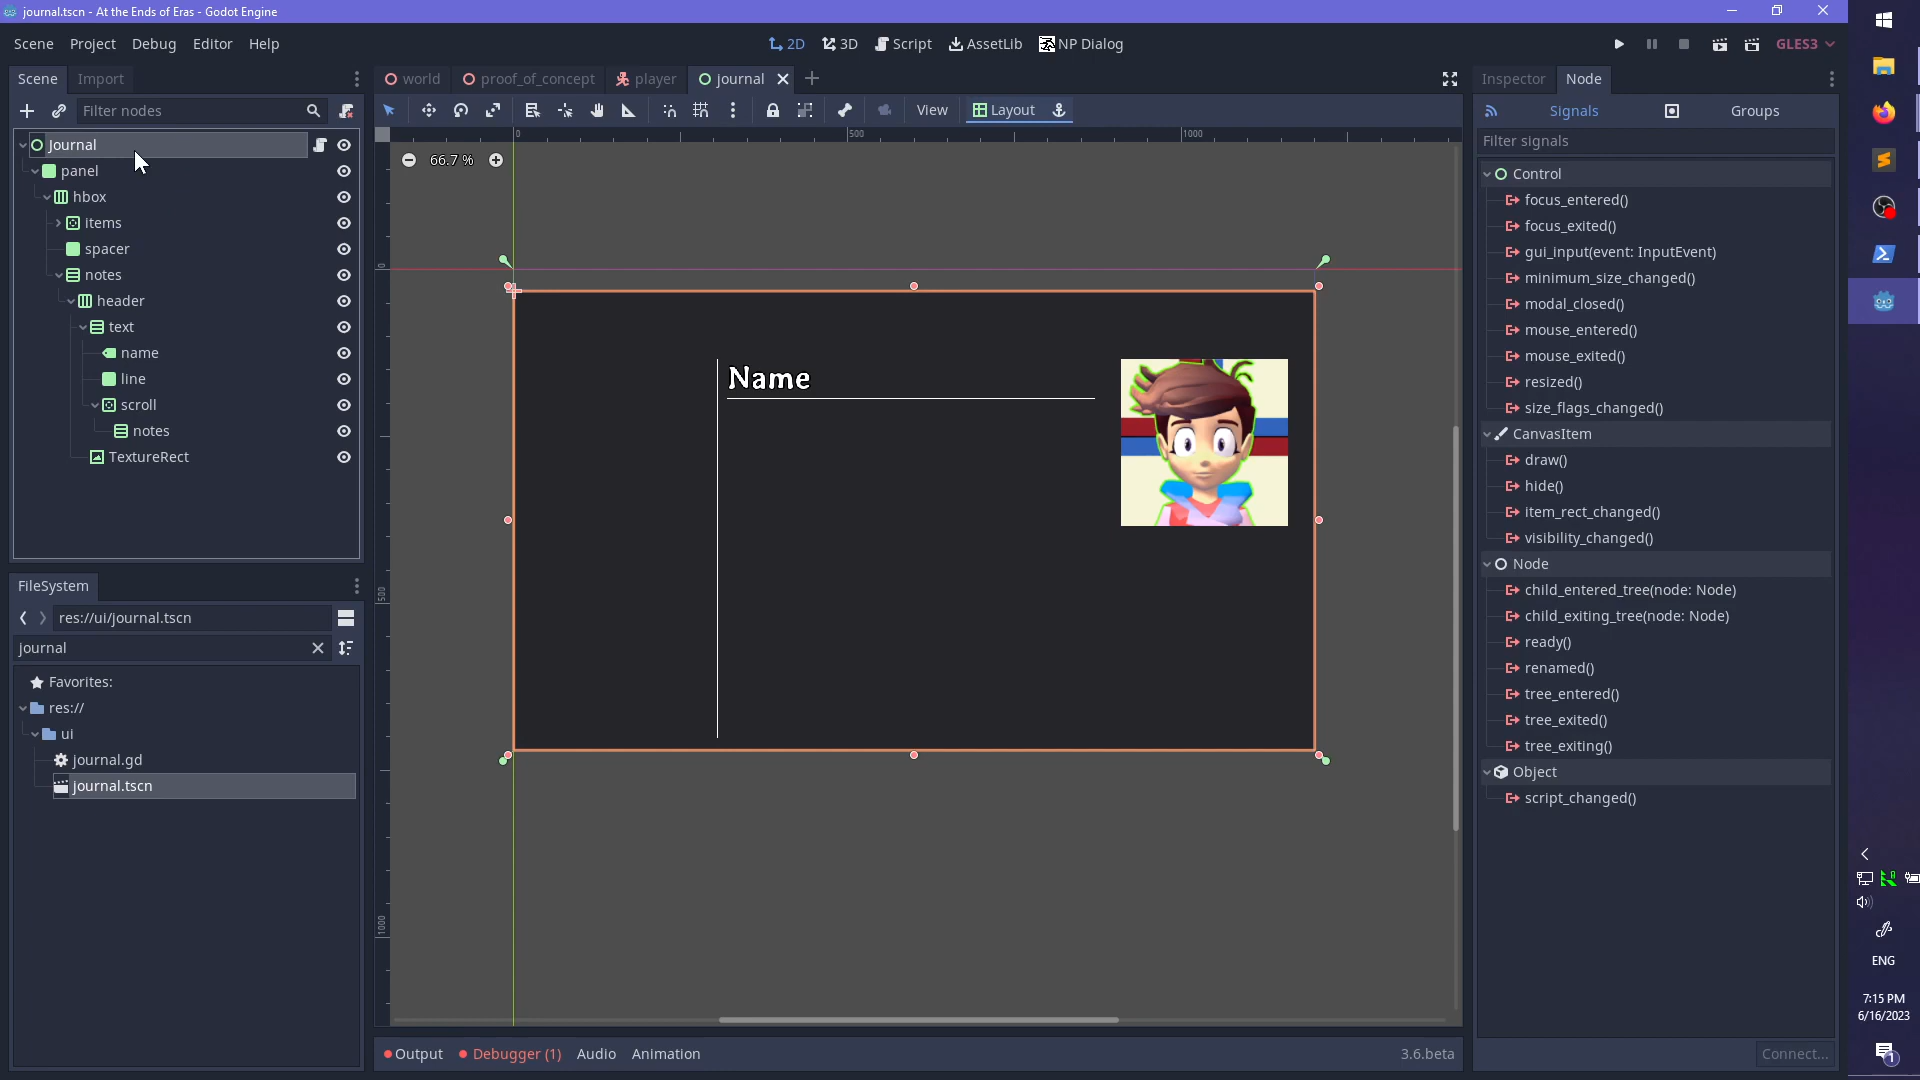 journal.tscn - At the Ends of Eras - Godot Engine
Scene Project Debug Editor Help
2D 3D Script AssetLib NP Dialog
GLES3
Scene Import
world proof_of_concept player journal
Inspector Node
Filter nodes
View Layout
Signals Groups
Filter signals
0 500 1000
66.7 %
Journal
panel
hbox
items
spacer
notes
header
text
name
line
scroll
notes
TextureRect
0
500
1000
Name
FileSystem
res://ui/journal.tscn
journal
Favorites:
res://
ui
journal.gd
journal.tscn
Control
focus_entered()
focus_exited()
gui_input(event: InputEvent)
minimum_size_changed()
modal_closed()
mouse_entered()
mouse_exited()
resized()
size_flags_changed()
CanvasItem
draw()
hide()
item_rect_changed()
visibility_changed()
Node
child_entered_tree(node: Node)
child_exiting_tree(node: Node)
ready()
renamed()
tree_entered()
tree_exited()
tree_exiting()
Object
script_changed()
Output Debugger (1) Audio Animation
3.6.beta
Connect...
ENG
7:15 PM
6/16/2023
1